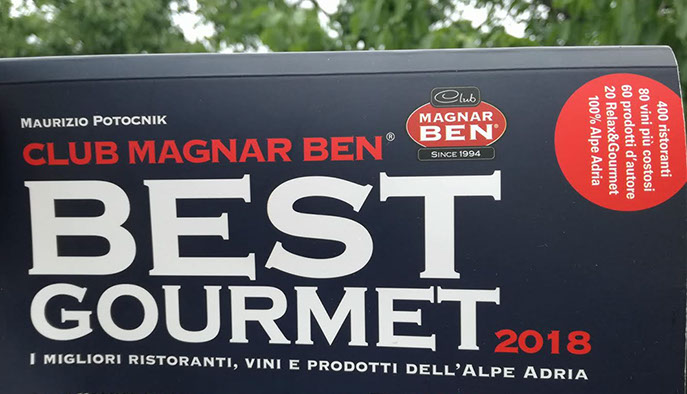 MAURIZIO POTOCNIK
CLUB MAGNAR BEN®
Club
MAGNAR
BEN®
SINCE 1994
400 ristoranti
80 vini più costosi
60 prodotti d'autore
20 Relax&Gourmet
100% Alpe Adria
BEST
GOURMET 2018
I MIGLIORI RISTORANTI, VINI E PRODOTTI DELL'ALPE ADRIA